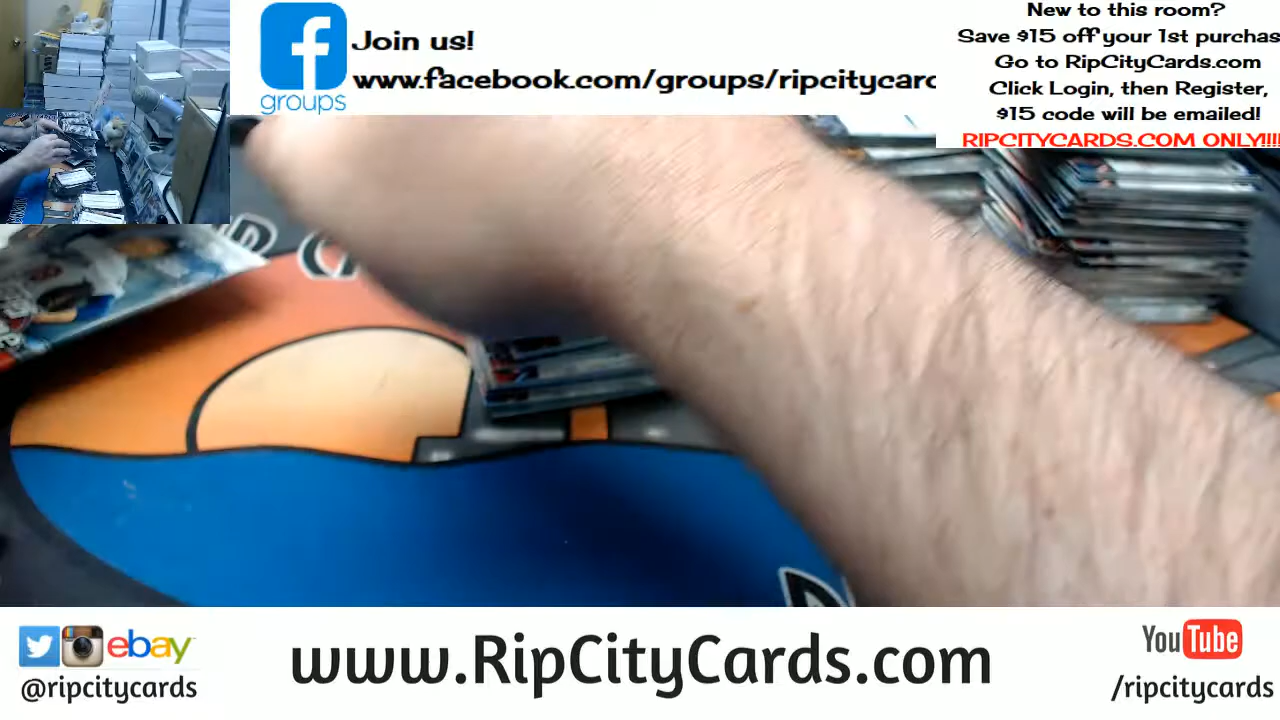 Join us!
www.facebook.com/groups/ripcitycarc
groups
New to this room?
Save $15 off your 1st purchas
Go to RipCityCards.com
Click Login, then Register,
$15 code will be emailed!
RIPCITYCARDS.COM ONLY!!!!
ebay
@ripcitycards
www.RipCityCards.com
YouTube
/ripcitycards